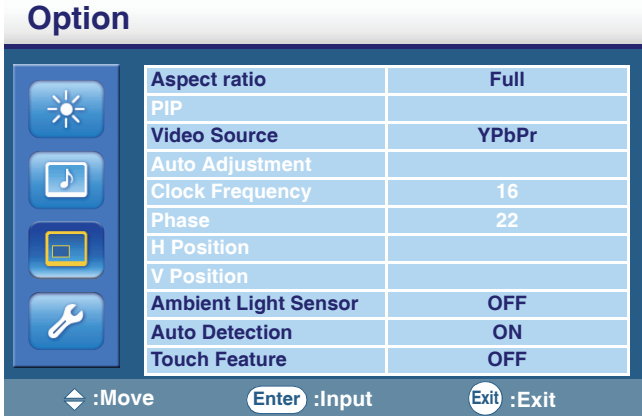 Option
Aspect ratio Full
PIP
Video Source YPbPr
Auto Adjustment
Clock Frequency 16
Phase 22
H Position
V Position
Ambient Light Sensor OFF
Auto Detection ON
Touch Feature OFF
:Move Enter :Input Exit :Exit